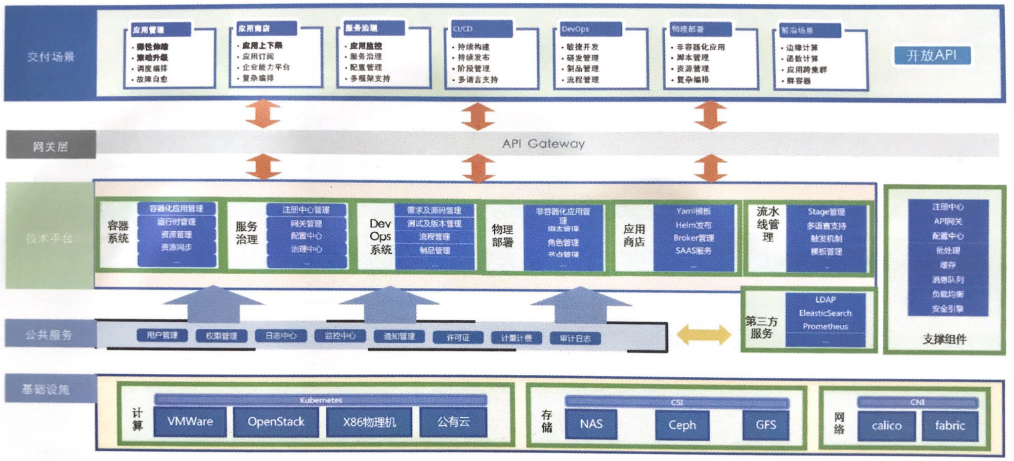 交付场景
应用管理
弹性伸缩
滚动升级
调度编排
故障自愈
应用商店
应用上下架
应用订阅
企业能力平台
复杂编排
服务治理
应用监控
服务治理
配置管理
多框架支持
CI/CD
持续构建
持续发布
阶段管理
多语言支持
DevOps
敏捷开发
研发管理
制品管理
流程管理
物理部署
非容器化应用
脚本管理
资源管理
复杂编排
前沿场景
边缘计算
函数计算
应用跨集群
胖容器
开放API
网关层
API Gateway
技术平台
容器
系统
容器化应用管理
运行时管理
资源管理
资源同步
...
服务
治理
注册中心管理
网关管理
配置中心
治理中心
...
Dev
Ops
系统
需求及源码管理
测试及版本管理
流程管理
制品管理
...
物理
部署
非容器化应用管
理
脚本管理
角色管理
节点管理
...
应用
商店
Yaml模板
Helm发布
Broker管理
SAAS服务
...
流水
线管
理
Stage管理
多语言支持
触发机制
模板管理
...
注册中心
API网关
配置中心
批处理
缓存
消息队列
负载均衡
安全引擎
...
支撑组件
公共服务
用户管理
权限管理
日志中心
监控中心
通知管理
许可证
计量计费
审计日志
第三方
服务
LDAP
EleasticSearch
Prometheus
...
基础设施
计
算
Kubernetes
VMWare
OpenStack
X86物理机
公有云
存
储
CSI
NAS
Ceph
GFS
网
络
CNI
calico
fabric